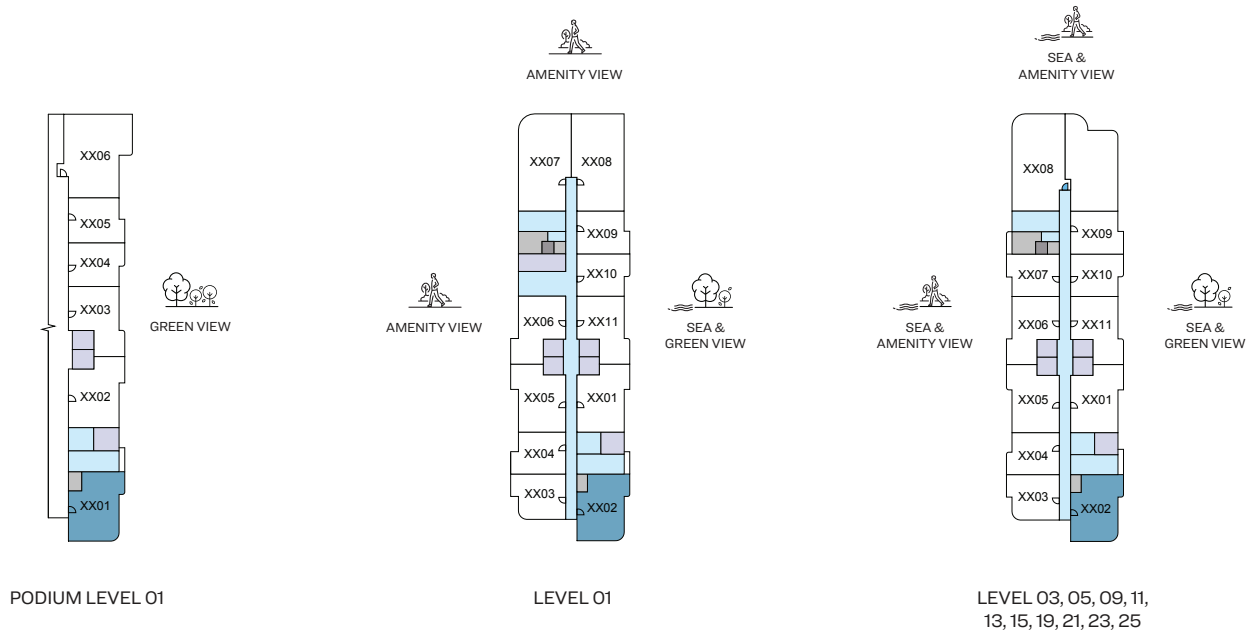 AMENITY VIEW
SEA &
AMENITY VIEW
XX06
XX05
XX04
XX03
XX02
XX01
GREEN VIEW
PODIUM LEVEL 01
AMENITY VIEW
XX07
XX08
XX09
XX10
XX06
XX11
XX05
XX01
XX04
XX03
XX02
SEA &
GREEN VIEW
LEVEL 01
SEA &
AMENITY VIEW
XX08
XX09
XX07
XX10
XX06
XX11
XX05
XX01
XX04
XX03
XX02
SEA &
GREEN VIEW
LEVEL 03, 05, 09, 11,
13, 15, 19, 21, 23, 25